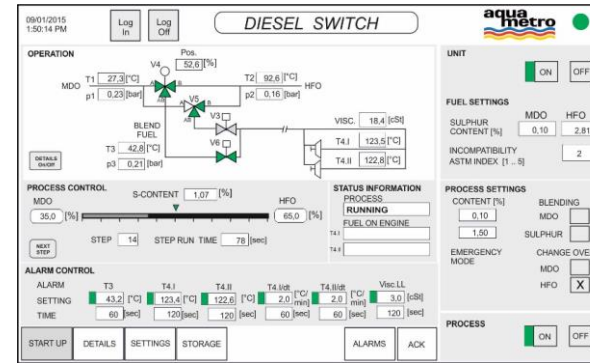 09/01/2015
1:50:14 PM
Log In
Log Off
DIESEL SWITCH
aqua
metro
OPERATION
Pos.
V4 52,6 [%]
MDO T1 27,3 [°C] A B T2 92,6 [°C] HFO
p1 0,23 [bar] AB A V5 B p2 0,16 [bar]
AB V3 VISC. 18,4 [cSt]
BLEND
FUEL
V6 T4.I 123,5 [°C]
T3 42,8 [°C] T4.II 122,8 [°C]
p3 0,21 [bar]
DETAILS
On/Off
UNIT
ON OFF
FUEL SETTINGS
MDO HFO
SULPHUR
CONTENT [%] 0,10 2,81
INCOMPATIBILITY
ASTM INDEX [1 .. 5] 2
PROCESS CONTROL
MDO S-CONTENT 1,07 [%] HFO
35,0 [%] 65,0 [%]
NEXT
STEP
STEP 14 STEP RUN TIME 78 [sec]
STATUS INFORMATION
PROCESS
RUNNING
FUEL ON ENGINE
T4.I
T4.II
PROCESS SETTINGS
CONTENT [%] BLENDING
0,10 MDO
1,50 SULPHUR
EMERGENCY
MODE
CHANGE OVE
MDO
HFO X
ALARM CONTROL
ALARM T3 T4.I T4.II T4.I/dt T4.II/dt Visc.LL
SETTING 43,2 [°C] 123,4 [°C] 122,6 [°C] 2,0 [°C/min] 2,0 [°C/min] 3,0 [cSt]
TIME 60 [sec] 120 [sec] 120 [sec] 60 [sec] 60 [sec] 120 [sec]
PROCESS
ON OFF
START UP DETAILS SETTINGS STORAGE ALARMS ACK